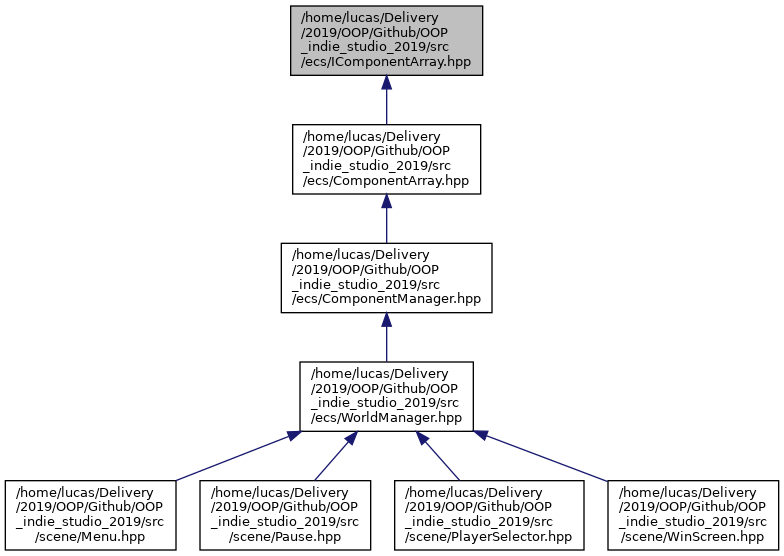 /home/lucas/Delivery
/2019/OOP/Github/OOP
_indie_studio_2019/src
/ecs/IComponentArray.hpp
/home/lucas/Delivery
/2019/OOP/Github/OOP
_indie_studio_2019/src
/ecs/ComponentArray.hpp
/home/lucas/Delivery
/2019/OOP/Github/OOP
_indie_studio_2019/src
/ecs/ComponentManager.hpp
/home/lucas/Delivery
/2019/OOP/Github/OOP
_indie_studio_2019/src
/ecs/WorldManager.hpp
/home/lucas/Delivery
/2019/OOP/Github/OOP
_indie_studio_2019/src
/scene/Menu.hpp
/home/lucas/Delivery
/2019/OOP/Github/OOP
_indie_studio_2019/src
/scene/Pause.hpp
/home/lucas/Delivery
/2019/OOP/Github/OOP
_indie_studio_2019/src
/scene/PlayerSelector.hpp
/home/lucas/Delivery
/2019/OOP/Github/OOP
_indie_studio_2019/src
/scene/WinScreen.hpp